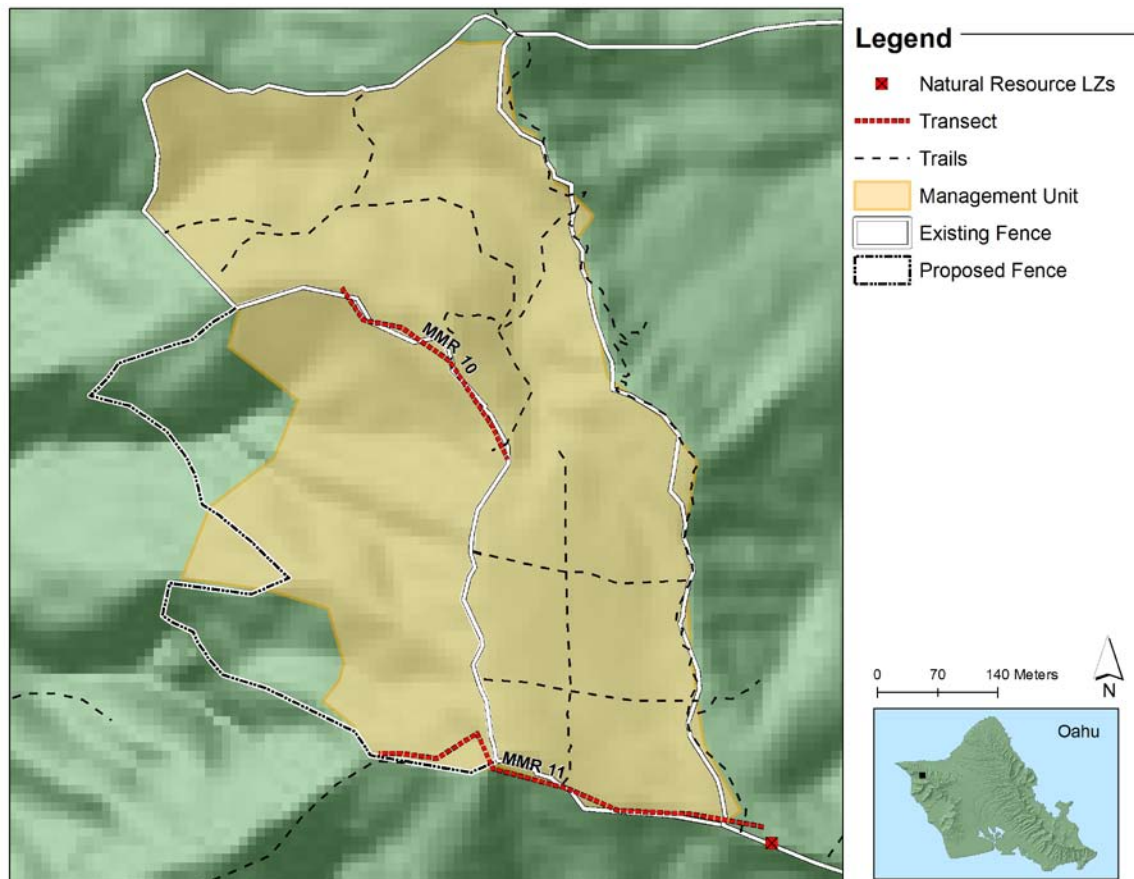 Legend
Natural Resource LZs
Transect
Trails
Management Unit
Existing Fence
Proposed Fence
MMR 10
MMR 11
0 70 140 Meters
N
Oahu